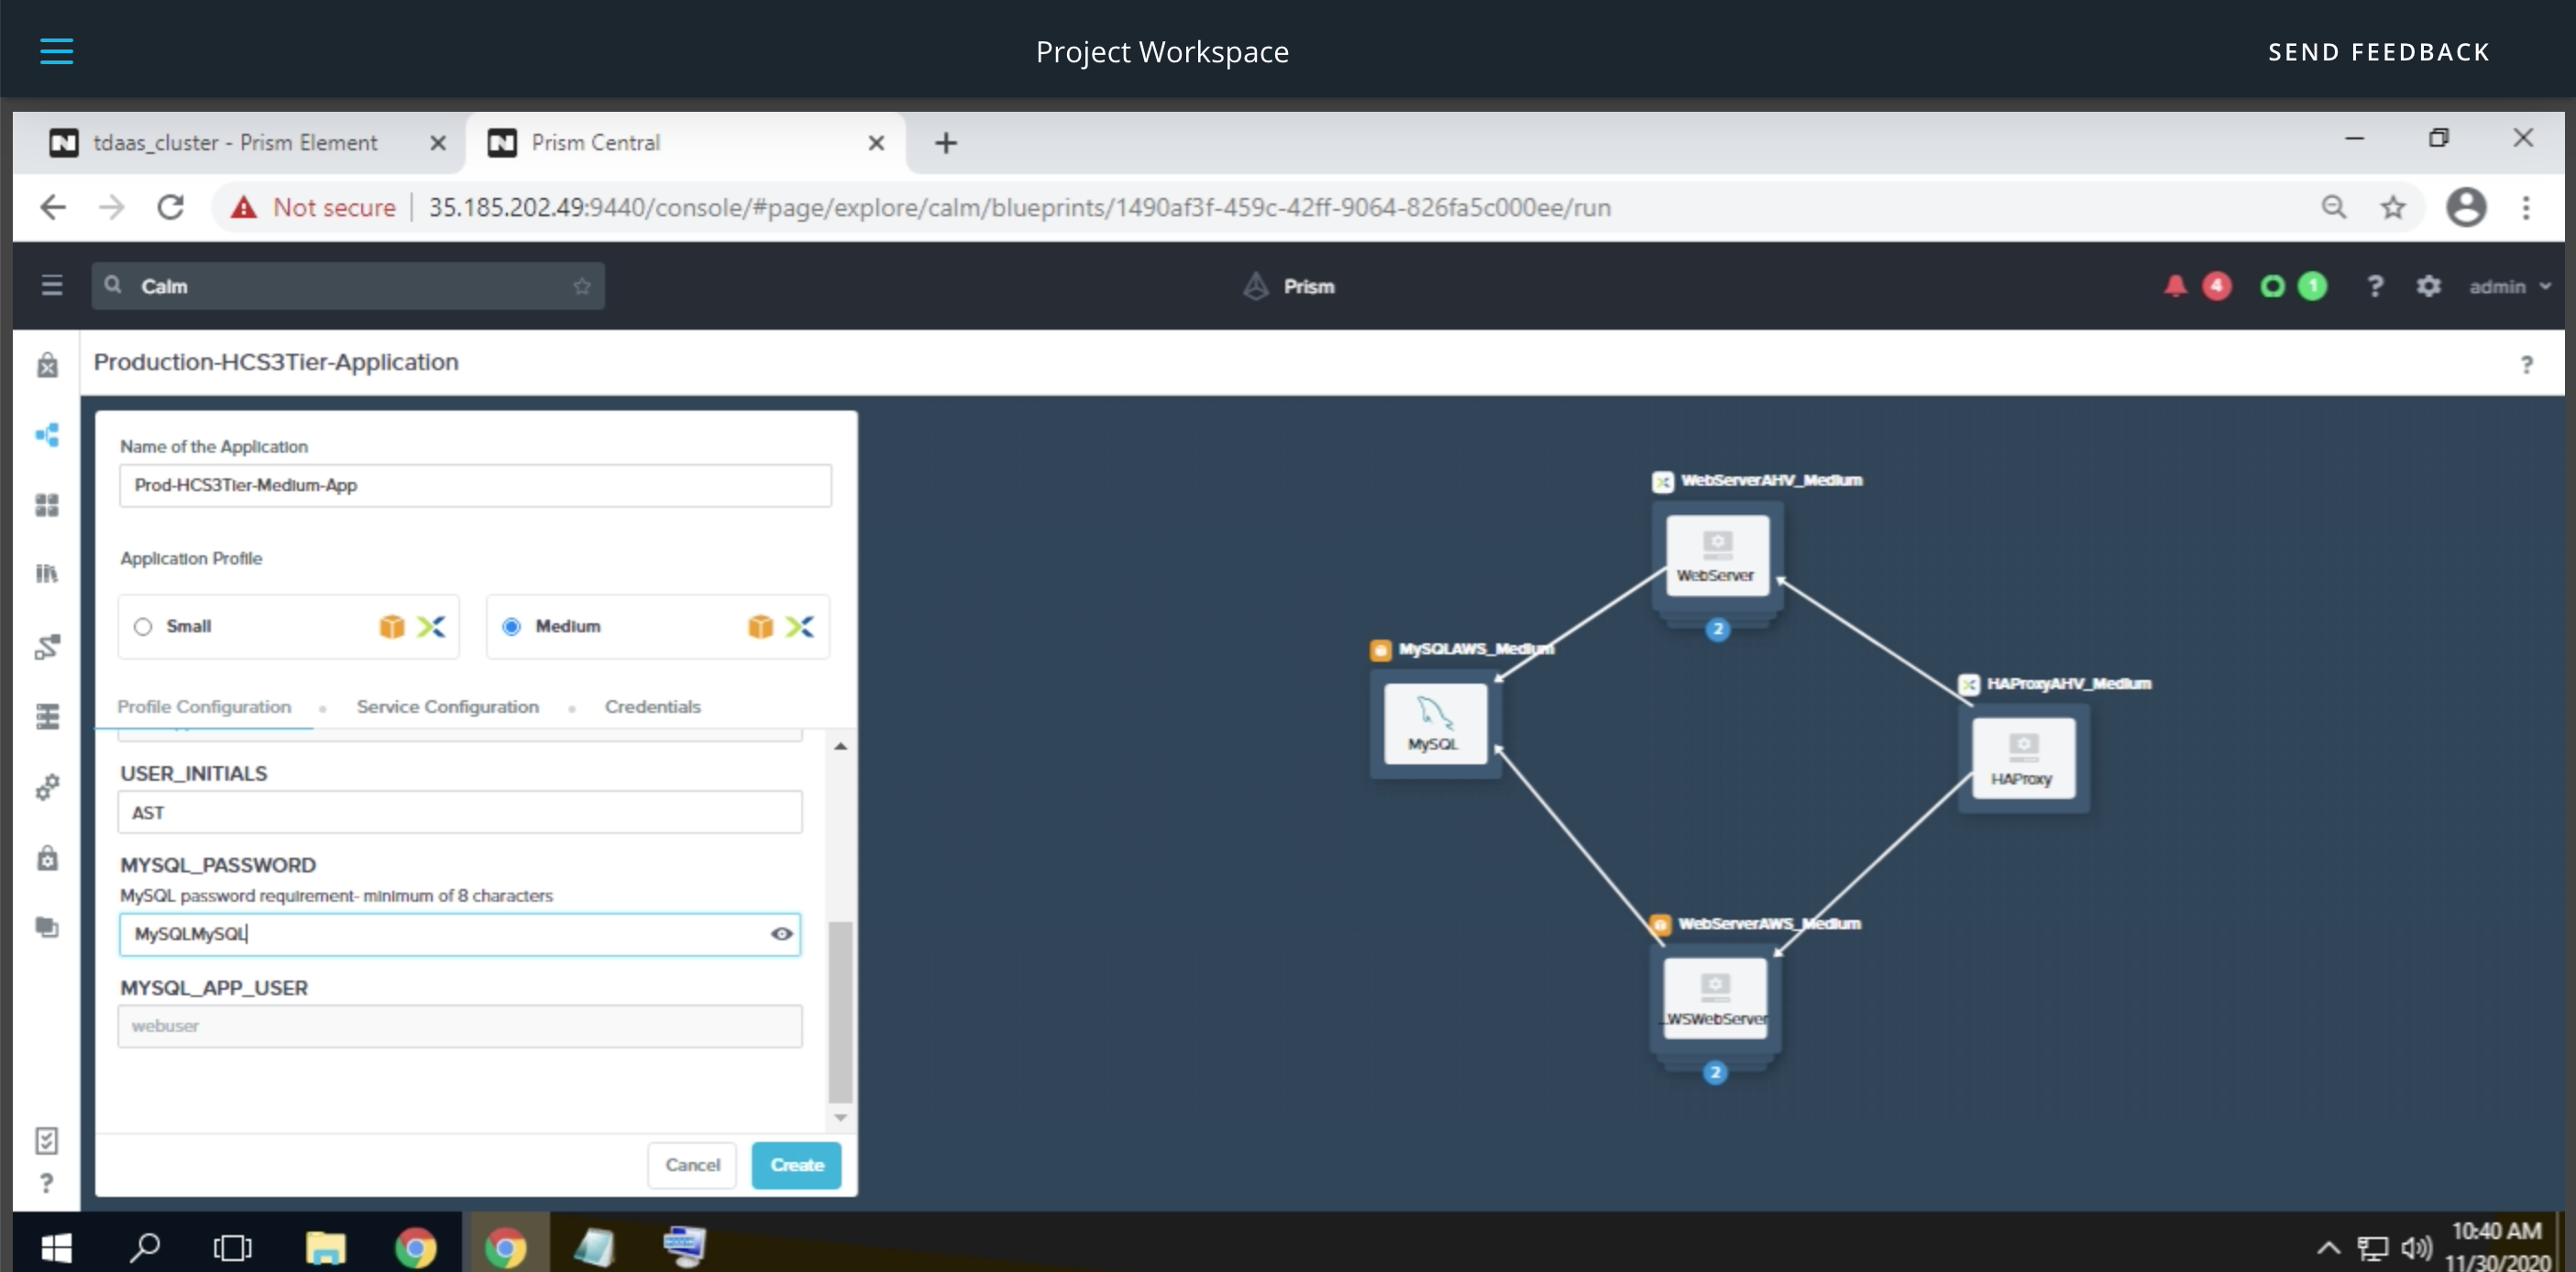 Project Workspace
SEND FEEDBACK
tdaas_cluster - Prism Element
Prism Central
Not secure
35.185.202.49:9440/console/#page/explore/calm/blueprints/1490af3f-459c-42ff-9064-826fa5c000ee/run
Calm
Prism
4
1
?
admin
Production-HCS3Tier-Application
?
Name of the Application
Prod-HCS3Tier-Medium-App
Application Profile
Small
Medium
Profile Configuration
Service Configuration
Credentials
USER_INITIALS
AST
MYSQL_PASSWORD
MySQL password requirement- minimum of 8 characters
MySQLMySQL
MYSQL_APP_USER
webuser
Cancel
Create
?
WebServerAHV_Medium
WebServer
2
MySQLAWS_Medium
MySQL
HAProxyAHV_Medium
HAProxy
WebServerAWS_Medium
_WSWebServer
2
10:40 AM
11/30/2020